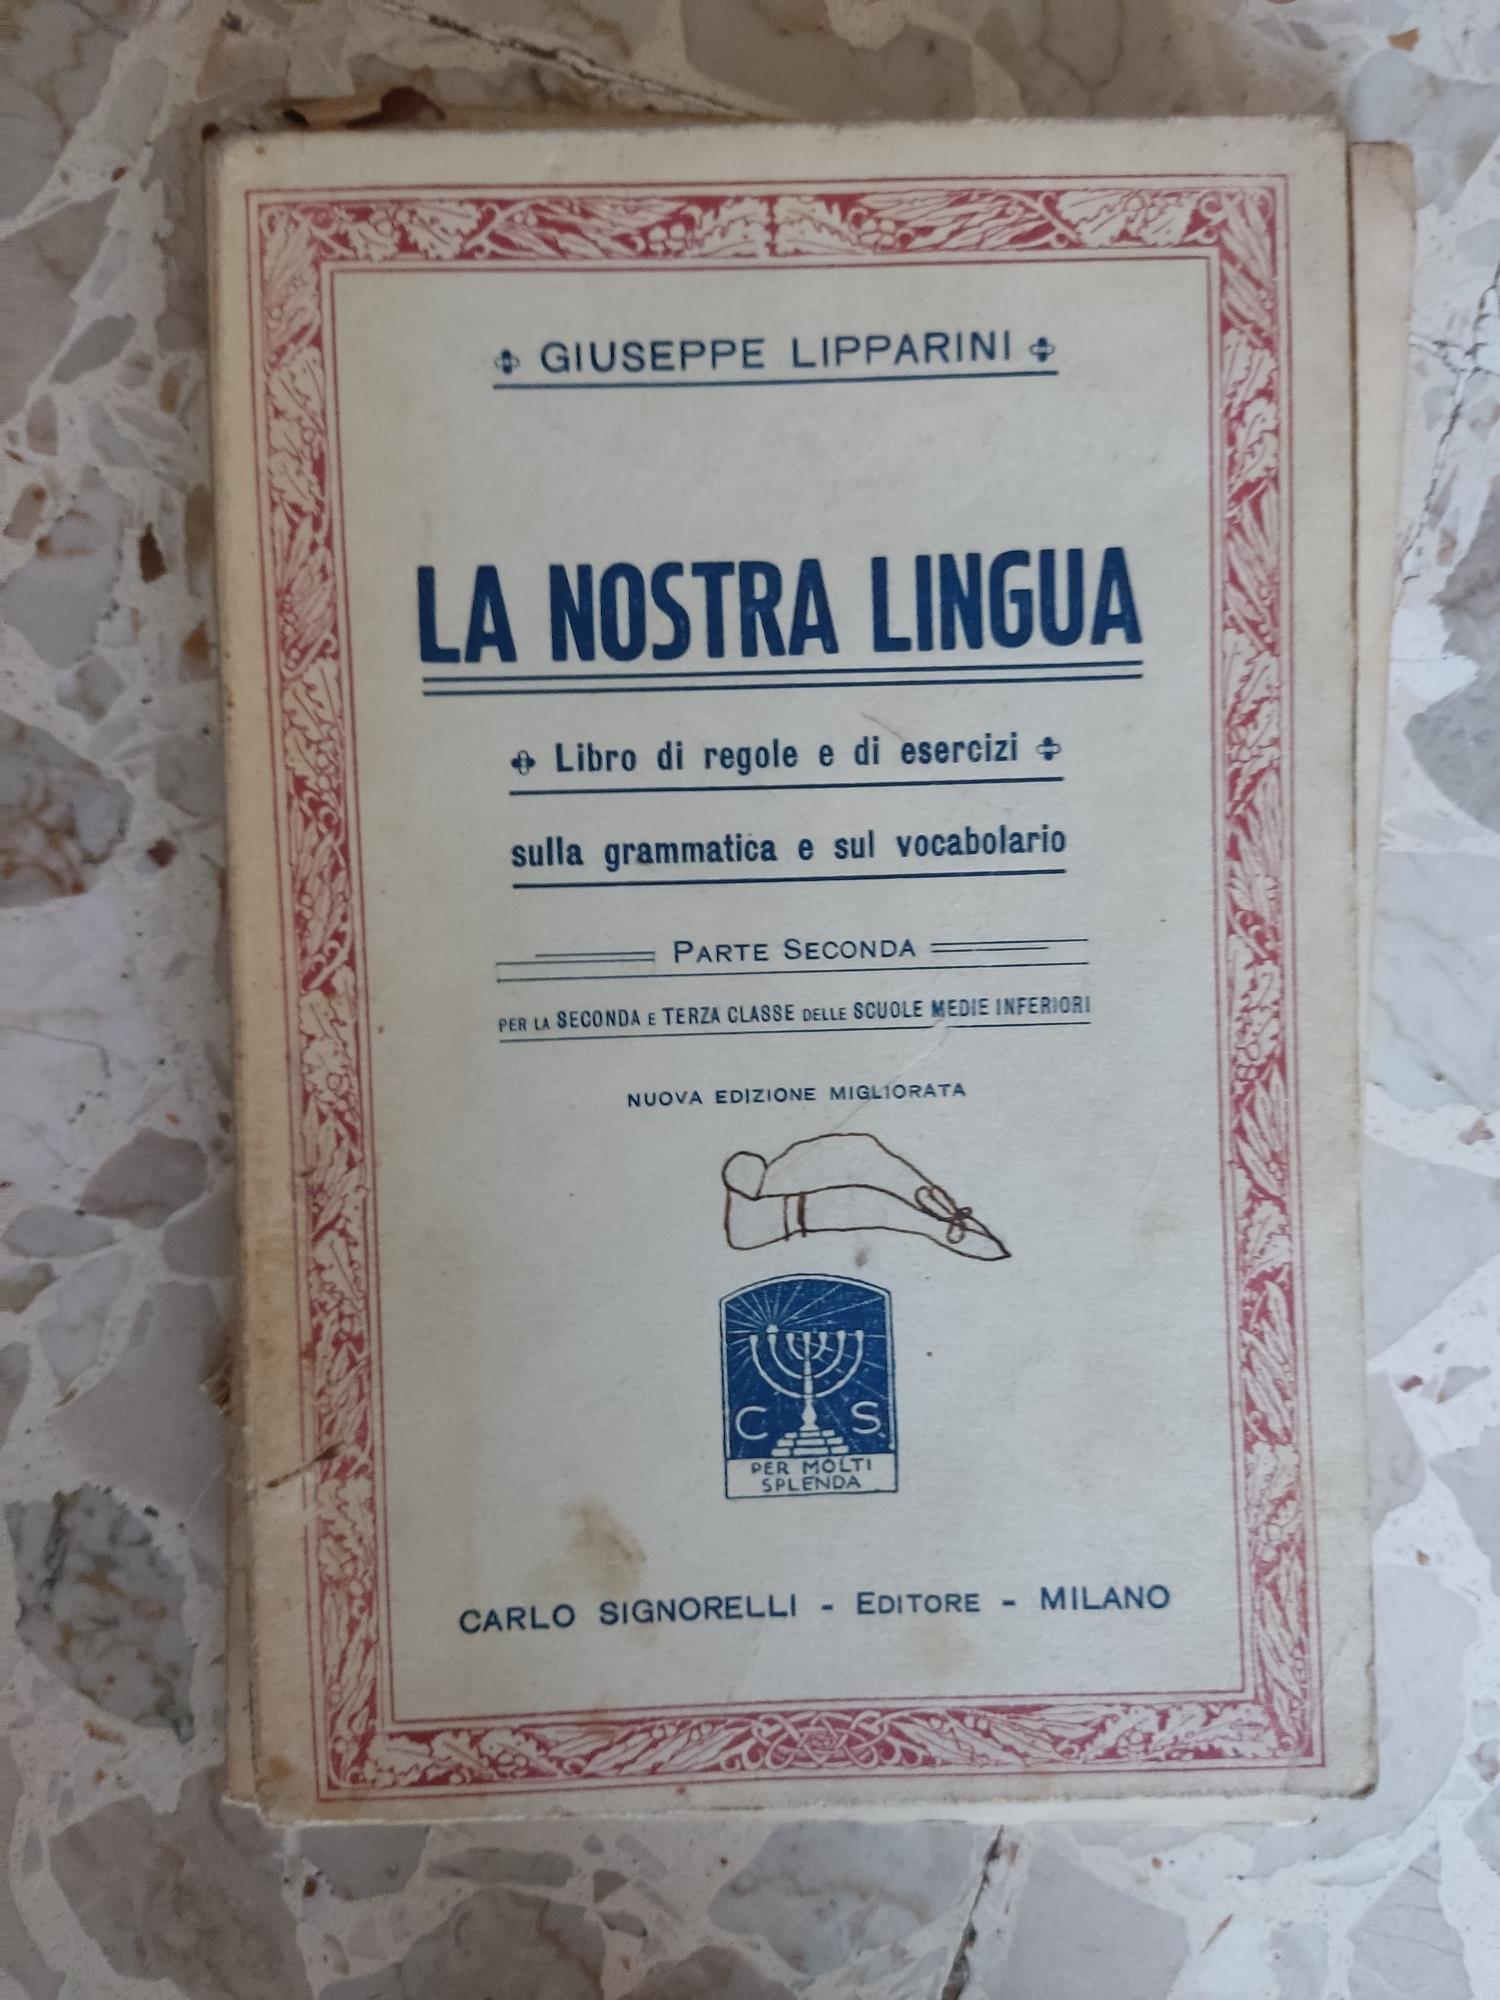 GIUSEPPE LIPPARINI
LA NOSTRA LINGUA
Libro di regole e di esercizi
sulla grammatica e sul vocabolario
PARTE SECONDA
PER LA SECONDA E TERZA CLASSE DELLE SCUOLE MEDIE INFERIORI
NUOVA EDIZIONE MIGLIORATA
C S.
PER MOLTI
SPLENDA
CARLO SIGNORELLI - EDITORE - MILANO